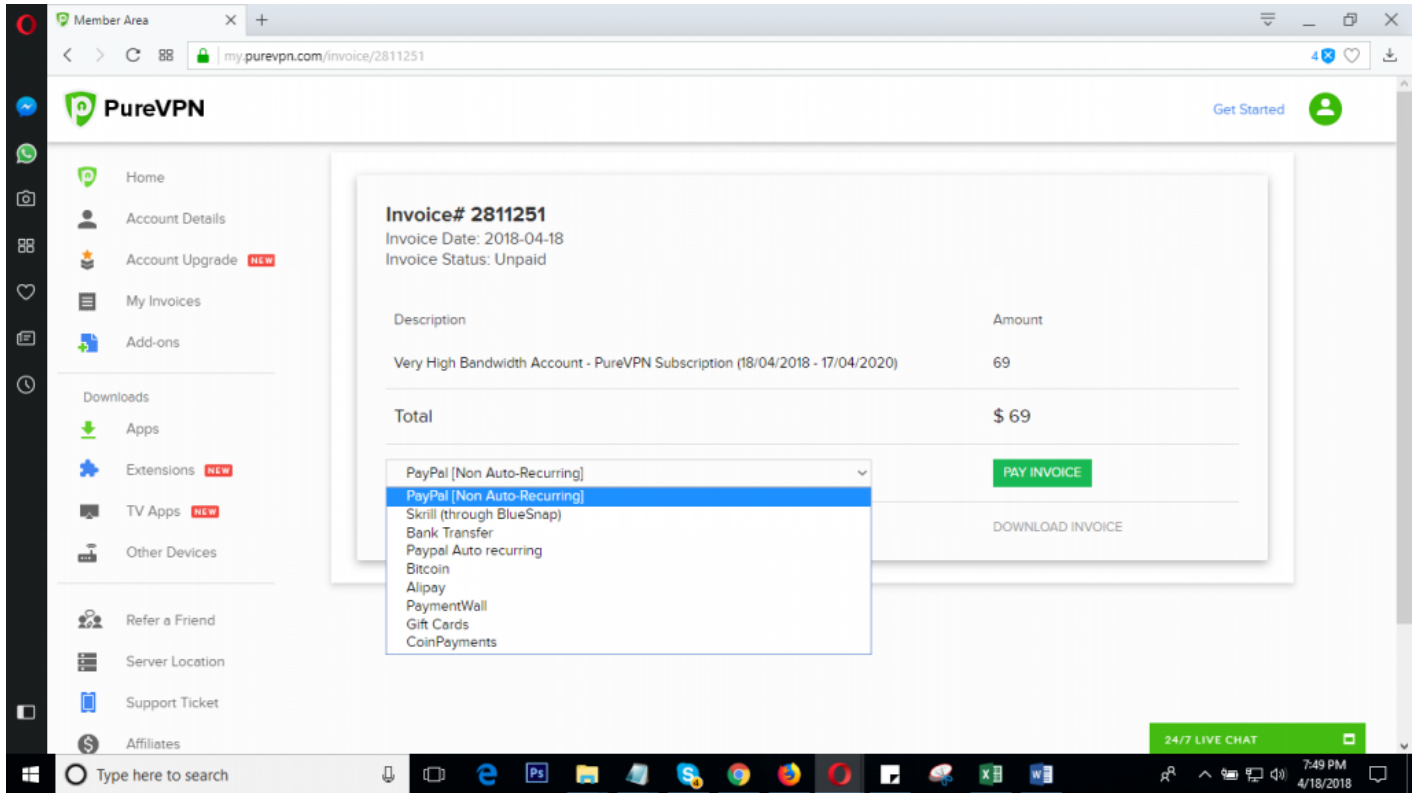 Member Area
my.purevpn.com/invoice/2811251
4
PureVPN
Get Started
Home
Account Details
Account Upgrade NEW
My Invoices
Add-ons
Downloads
Apps
Extensions NEW
TV Apps NEW
Other Devices
Refer a Friend
Server Location
Support Ticket
Affiliates
Invoice# 2811251
Invoice Date: 2018-04-18
Invoice Status: Unpaid
Description Amount
Very High Bandwidth Account - PureVPN Subscription (18/04/2018 - 17/04/2020) 69
Total $ 69
PayPal [Non Auto-Recurring] PAY INVOICE
PayPal [Non Auto-Recurring]
Skrill (through BlueSnap)
Bank Transfer
DOWNLOAD INVOICE
Paypal Auto recurring
Bitcoin
Alipay
PaymentWall
Gift Cards
CoinPayments
24/7 LIVE CHAT
Type here to search
Ps
7:49 PM
4/18/2018